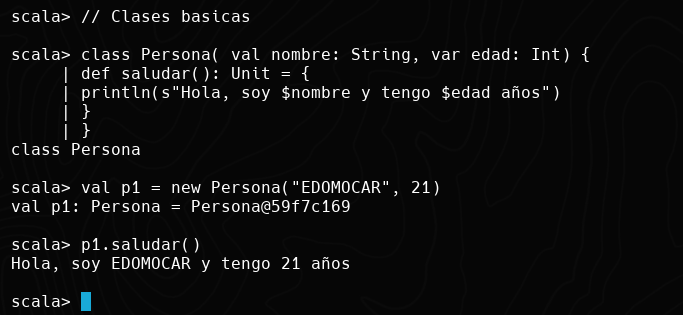 scala> // Clases basicas
scala> class Persona( val nombre: String, var edad: Int) {
     | def saludar(): Unit = {
     | println(s"Hola, soy $nombre y tengo $edad años")
     | }
     | }
class Persona
scala> val p1 = new Persona("EDOMOCAR", 21)
val p1: Persona = Persona@59f7c169
scala> p1.saludar()
Hola, soy EDOMOCAR y tengo 21 años
scala>